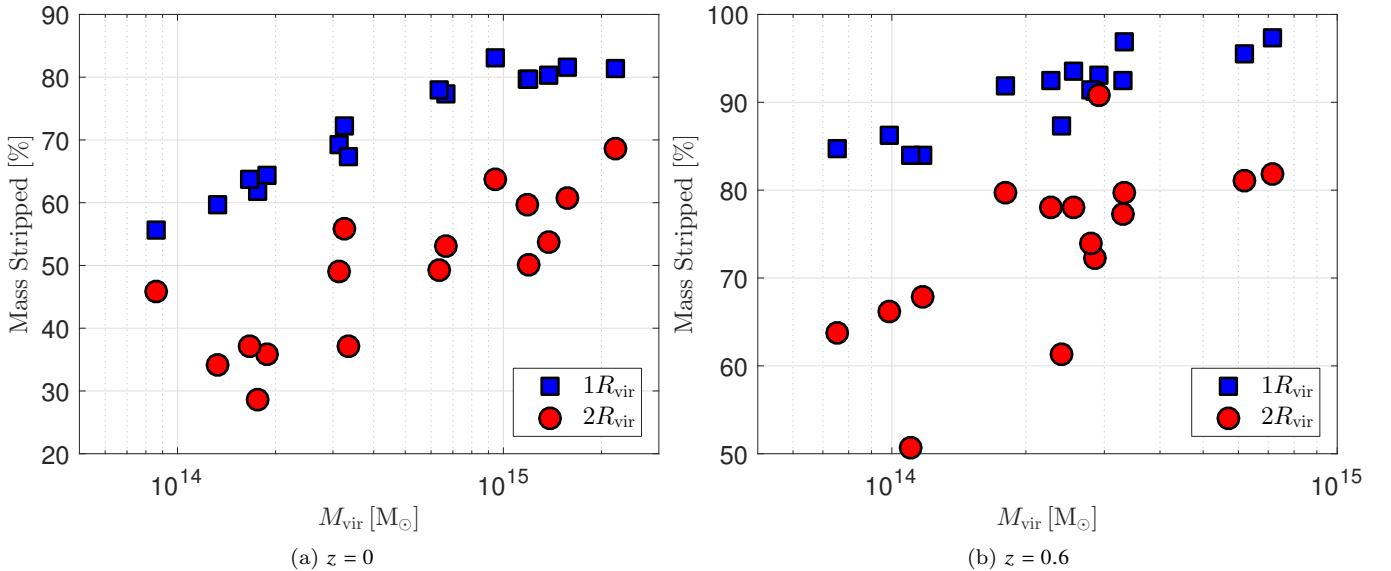 90
80
70
60
50
40
30
20
Mass Stripped [%]
10^14
10^15
M_vir [M_⊙]
1R_vir
2R_vir
(a) z = 0
100
90
80
70
60
50
Mass Stripped [%]
10^14
10^15
M_vir [M_⊙]
1R_vir
2R_vir
(b) z = 0.6